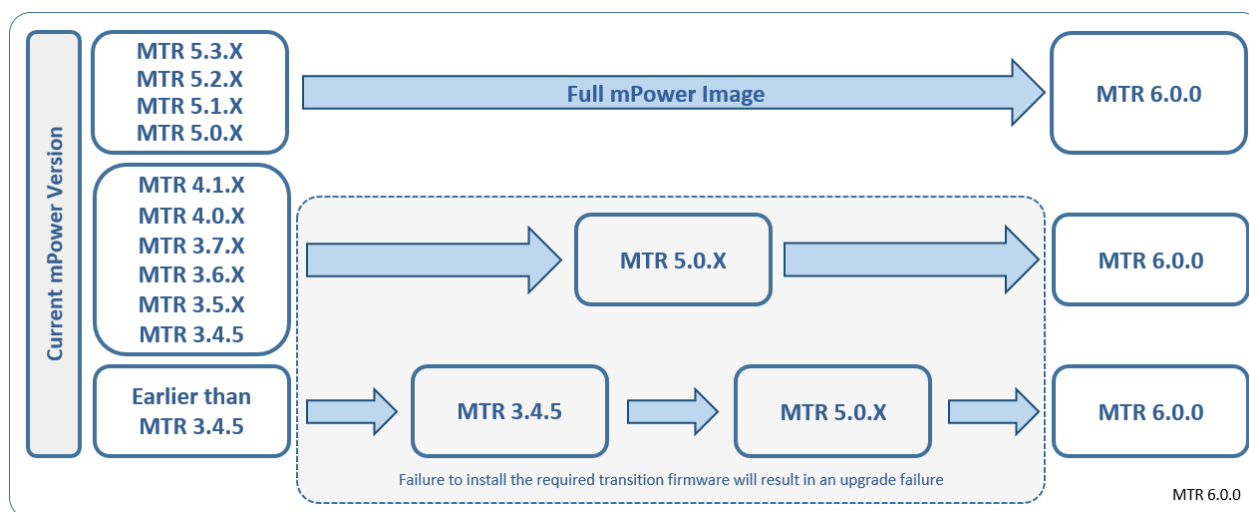 Current mPower Version
MTR 5.3.X
MTR 5.2.X
MTR 5.1.X
MTR 5.0.X
Full mPower Image
MTR 6.0.0
MTR 4.1.X
MTR 4.0.X
MTR 3.7.X
MTR 3.6.X
MTR 3.5.X
MTR 3.4.5
MTR 5.0.X
MTR 6.0.0
Earlier than
MTR 3.4.5
MTR 3.4.5
MTR 5.0.X
MTR 6.0.0
Failure to install the required transition firmware will result in an upgrade failure
MTR 6.0.0